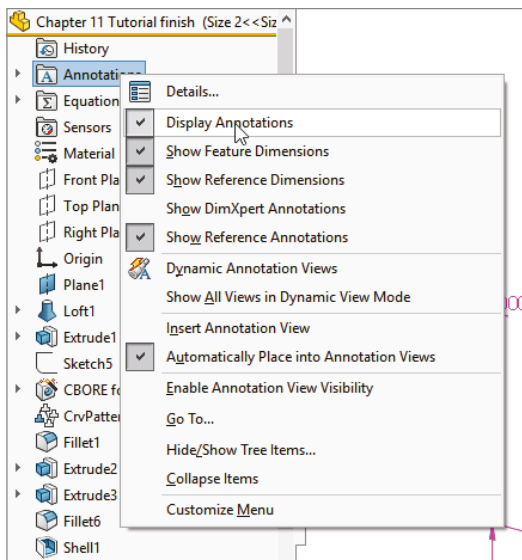 Chapter 11 Tutorial finish (Size 2<<Siz
History
Annotations
Details...
Equation
Display Annotations
Sensors
Show Feature Dimensions
Material
Show Reference Dimensions
Front Pla
Show DimXpert Annotations
Top Plan
Show Reference Annotations
Right Pla
Origin
Dynamic Annotation Views
Plane1
Show All Views in Dynamic View Mode
Loft1
Insert Annotation View
Extrude1
Automatically Place into Annotation Views
Sketch5
Enable Annotation View Visibility
CBORE fo
Go To...
CrvPatter
Hide/Show Tree Items...
Fillet1
Collapse Items
Extrude2
Extrude3
Customize Menu
Fillet6
Shell1